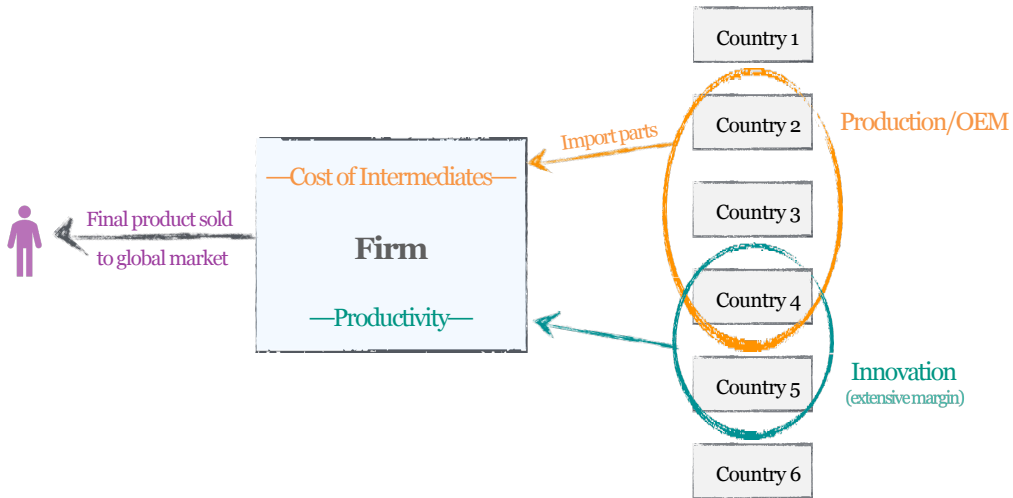 Country 1
Country 2
Production/OEM
Import parts
—Cost of Intermediates—
Country 3
Final product sold
to global market
Firm
Country 4
—Productivity—
Country 5
Innovation
(extensive margin)
Country 6